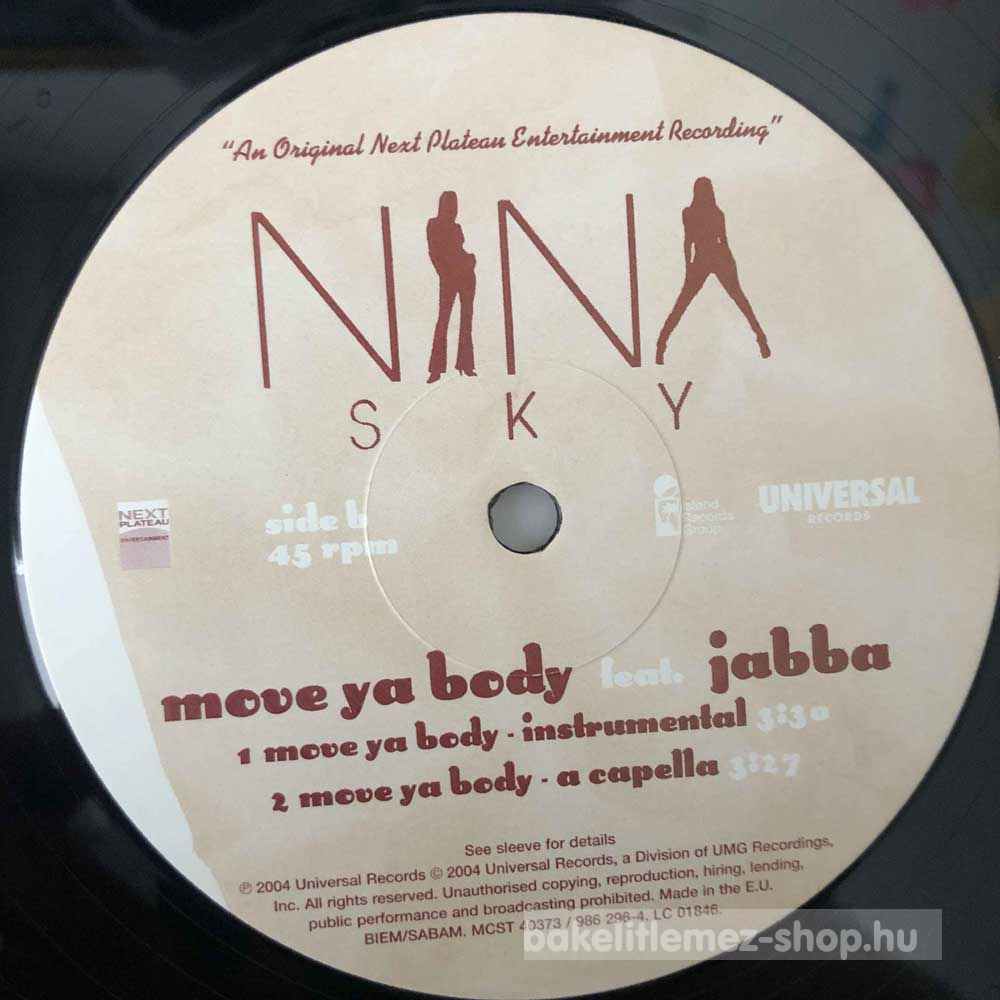 "An Original Next Plateau Entertainment Recording"
NINA
SKY
NEXT
PLATEAU
ENTERTAINMENT
side b
45 rpm
Island
Records
Group
UNIVERSAL
RECORDS
move ya body feat. jabba
1 move ya body - instrumental 3:30
2 move ya body - a capella 3:27
See sleeve for details
℗ 2004 Universal Records © 2004 Universal Records, a Division of UMG Recordings,
Inc. All rights reserved. Unauthorised copying, reproduction, hiring, lending,
public performance and broadcasting prohibited. Made in the E.U.
BIEM/SABAM. MCST 40373 / 986 296-4. LC 01846.
bakelitlemez-shop.hu